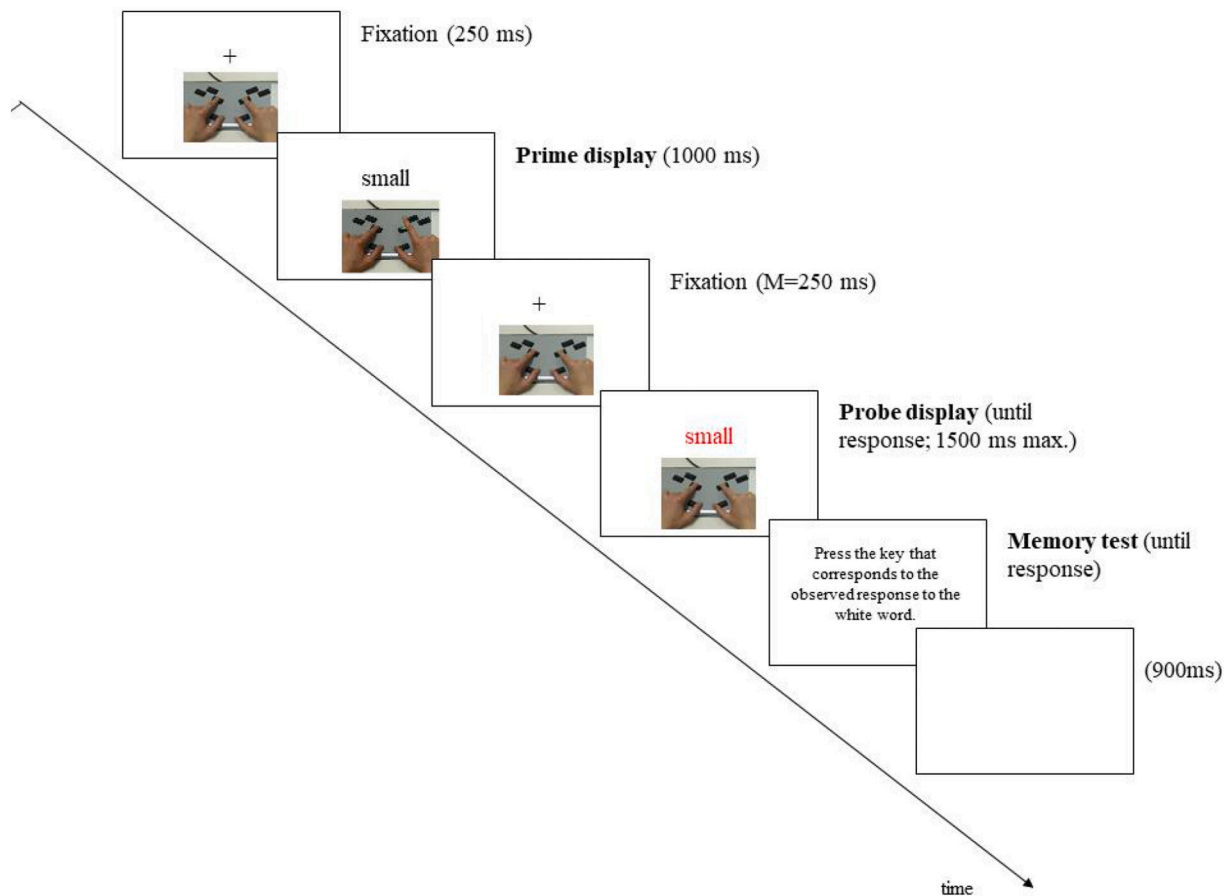 +
Fixation (250 ms)
small
Prime display (1000 ms)
+
Fixation (M=250 ms)
small
Probe display (until
response; 1500 ms max.)
Press the key that
corresponds to the
observed response to the
white word.
Memory test (until
response)
(900ms)
time